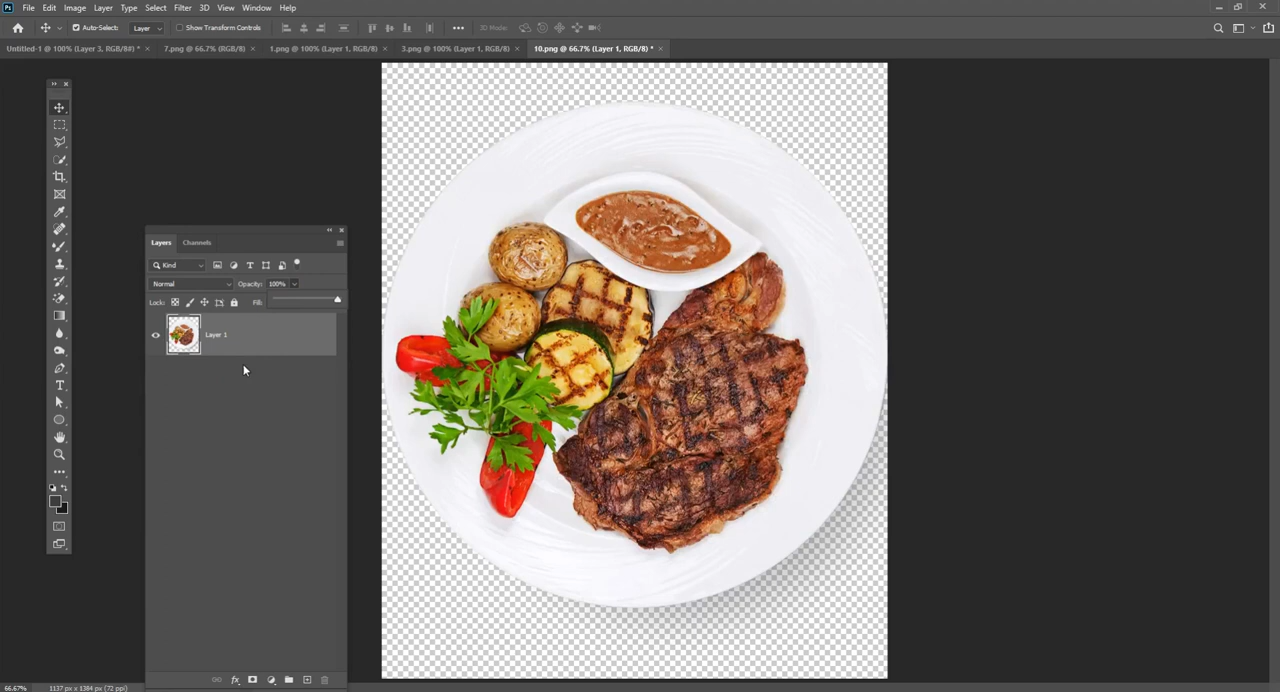 Ps File Edit Image Layer Type Select Filter 3D View Window Help
Auto-Select: Layer Show Transform Controls 3D Mode:
Untitled-1 @ 100% (Layer 3, RGB/8#) * × 7.png @ 66.7% (RGB/8) × 1.png @ 100% (Layer 1, RGB/8) × 3.png @ 100% (Layer 1, RGB/8) × 10.png @ 66.7% (Layer 1, RGB/8) * ×
Layers Channels
Kind T
Normal Opacity: 100%
Lock: Fill:
Layer 1
T
fx
66.67% 1137 px x 1384 px (72 ppi)